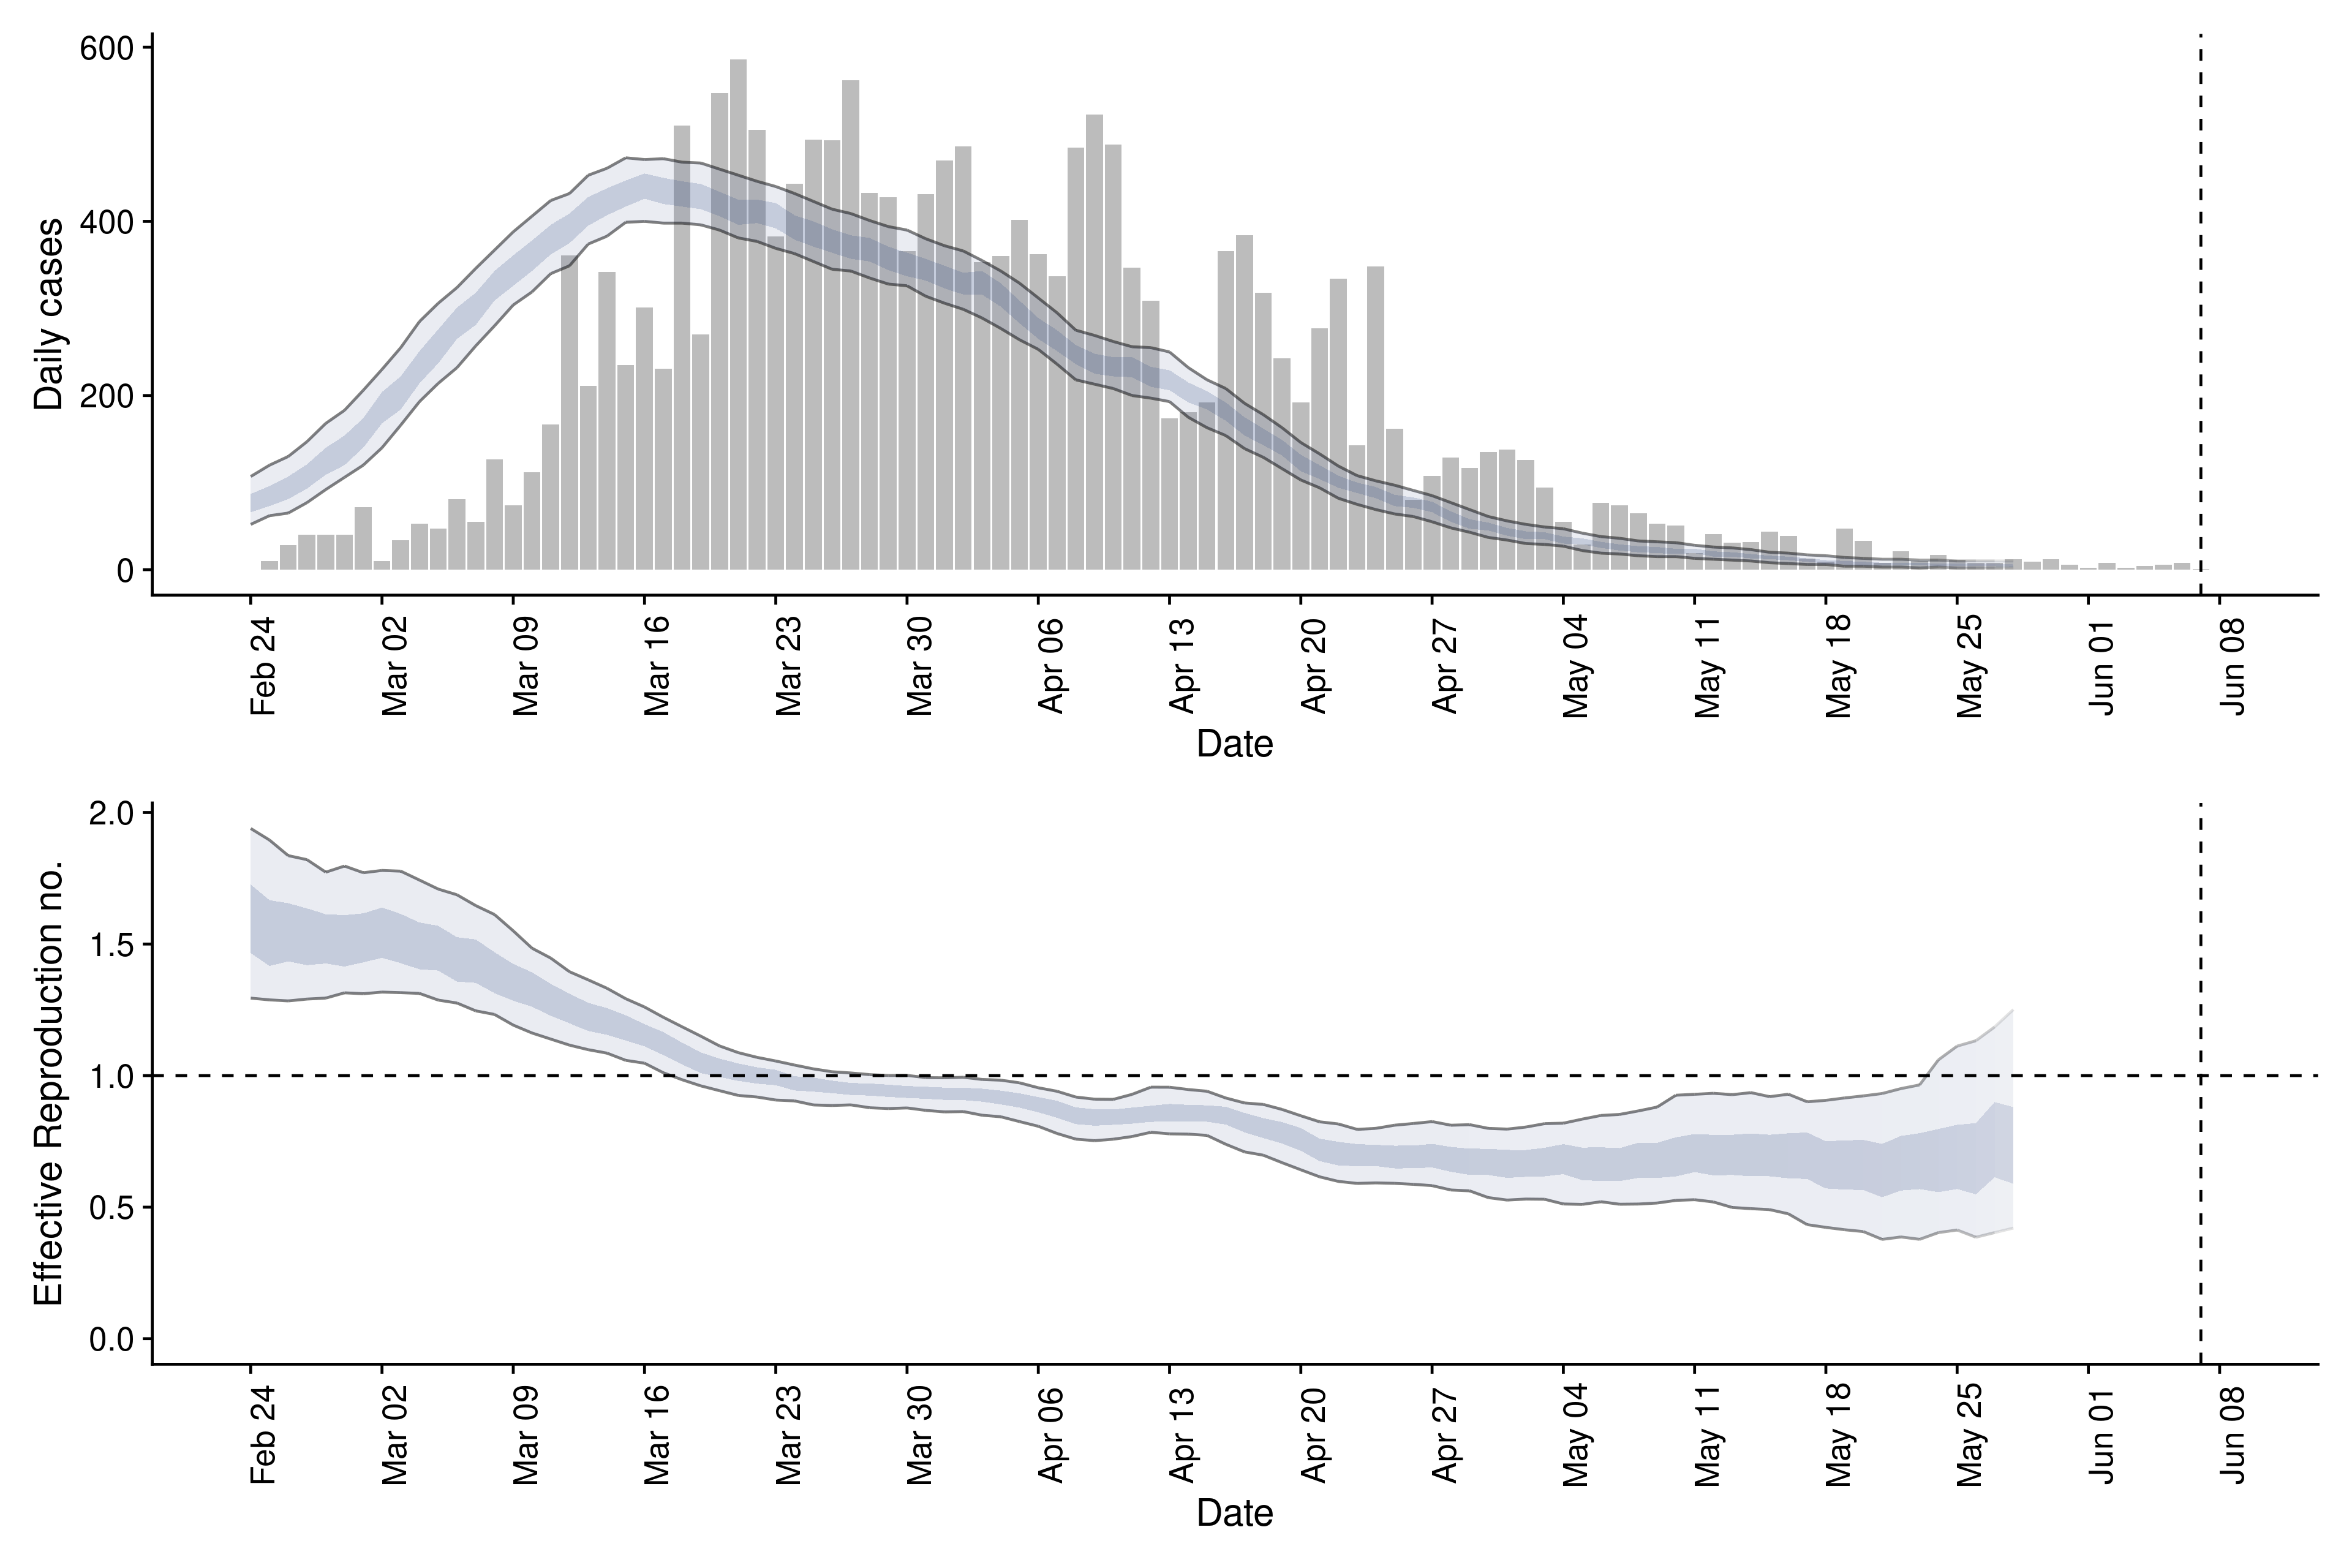 Daily cases
600
400
200
0
Feb 24
Mar 02
Mar 09
Mar 16
Mar 23
Mar 30
Apr 06
Apr 13
Apr 20
Apr 27
May 04
May 11
May 18
May 25
Jun 01
Jun 08
Date
Effective Reproduction no.
2.0
1.5
1.0
0.5
0.0
Feb 24
Mar 02
Mar 09
Mar 16
Mar 23
Mar 30
Apr 06
Apr 13
Apr 20
Apr 27
May 04
May 11
May 18
May 25
Jun 01
Jun 08
Date